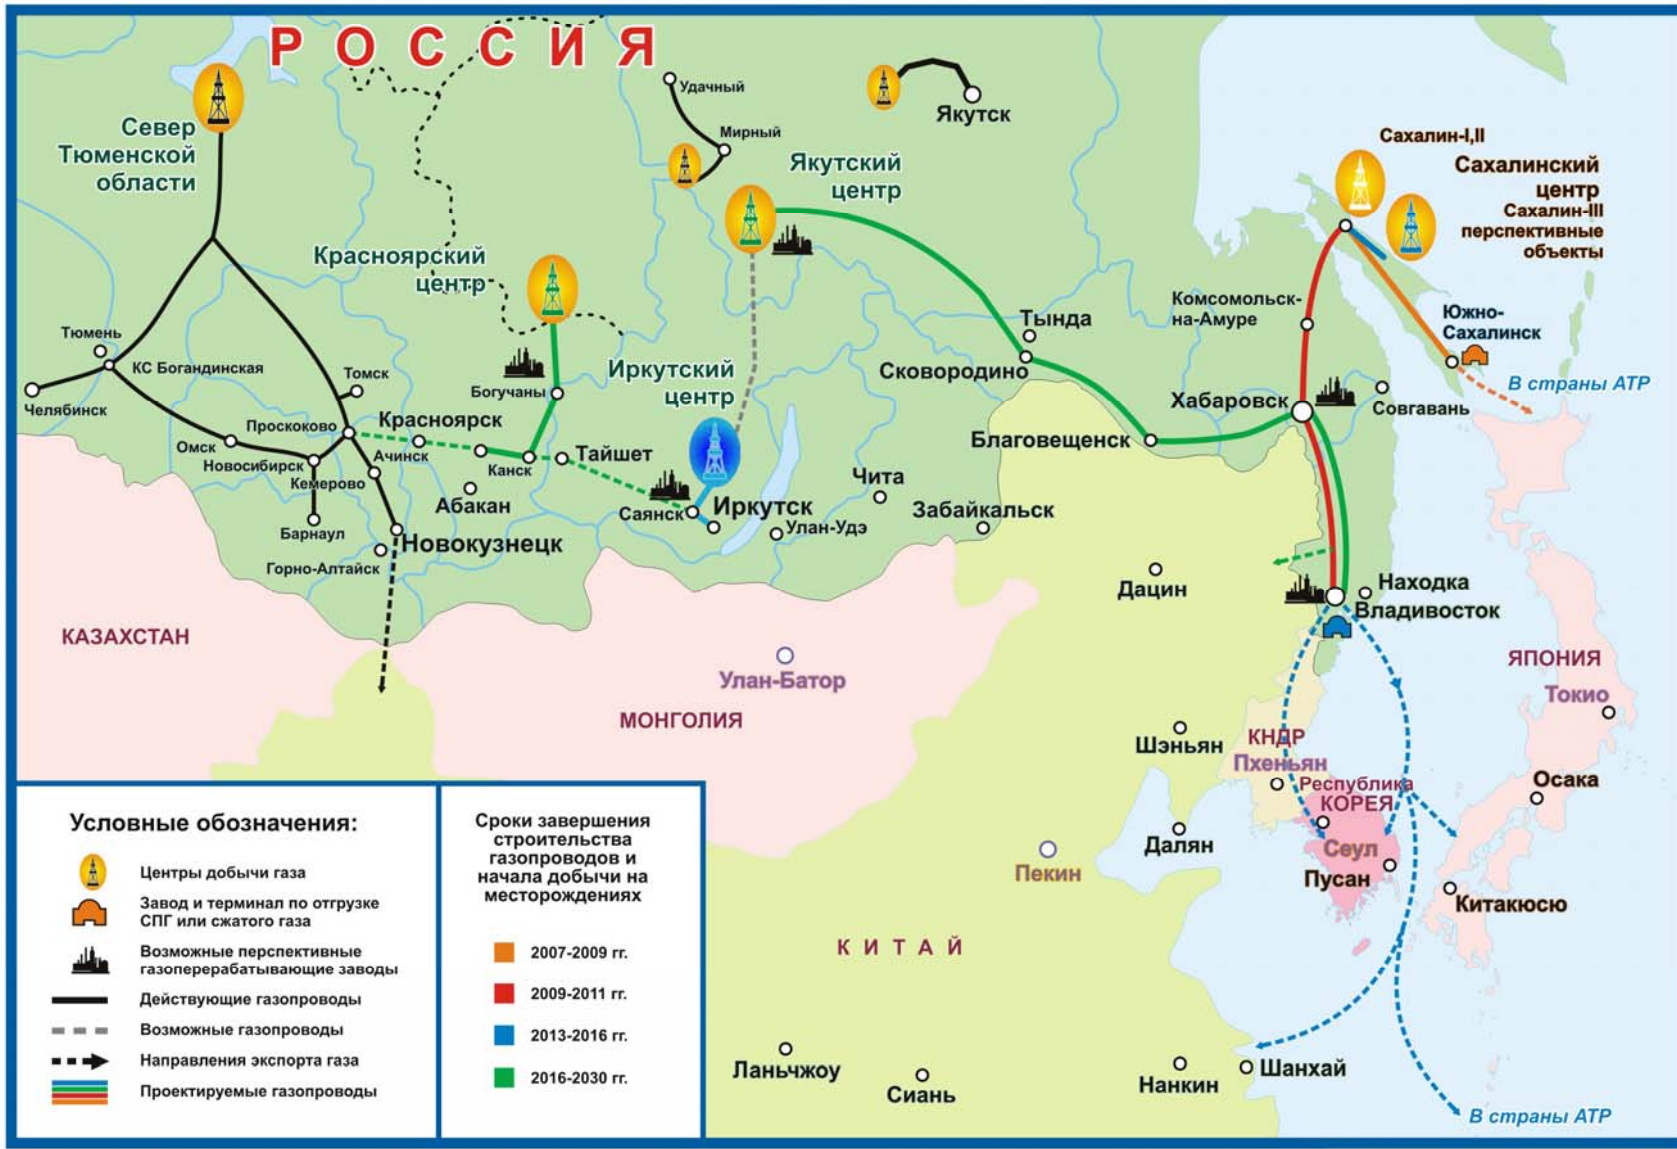 РОССИЯ
Север
Тюменской
области
Удачный
Мирный
Якутск
Якутский
центр
Сахалин-I,II
Сахалинский
центр
Сахалин-III
перспективные
объекты
Красноярский
центр
Иркутский
центр
Тюмень
КС Богандинская
Челябинск
Томск
Проскоково
Красноярск
Богучаны
Омск
Новосибирск
Ачинск
Кемерово
Канск
Тайшет
Абакан
Барнаул
Новокузнецк
Горно-Алтайск
Саянск
Иркутск
Улан-Удэ
Чита
Забайкальск
Тында
Сковородино
Благовещенск
Комсомольск-
на-Амуре
Хабаровск
Совгавань
Южно-
Сахалинск
В страны АТР
Дацин
Находка
Владивосток
КАЗАХСТАН
Улан-Батор
МОНГОЛИЯ
ЯПОНИЯ
Токио
Шэньян
КНДР
Пхеньян
Республика
КОРЕЯ
Сеул
Пусан
Осака
Китакюсю
Далян
Пекин
КИТАЙ
Ланьчжоу
Сиань
Нанкин
Шанхай
В страны АТР
Условные обозначения:
Центры добычи газа
Завод и терминал по отгрузке
СПГ или сжатого газа
Возможные перспективные
газоперерабатывающие заводы
Действующие газопроводы
Возможные газопроводы
Направления экспорта газа
Проектируемые газопроводы
Сроки завершения
строительства
газопроводов и
начала добычи на
месторождениях
2007-2009 гг.
2009-2011 гг.
2013-2016 гг.
2016-2030 гг.